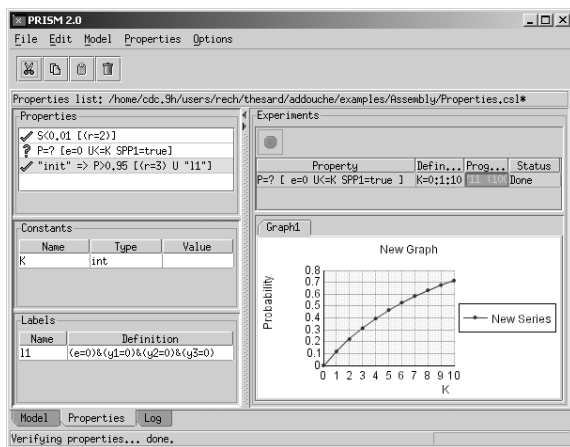 PRISM 2.0
File Edit Model Properties Options
Properties list: /home/cdc.9h/users/rech/thesard/addouche/examples/Assembly/Properties.csl*
Properties
S<0.01 [(r=2)]
P=? [e=0 U<=K SPP1=true]
"init" => P>0.95 [(r=3) U "l1"]
Constants
Name Type Value
K int
Labels
Name Definition
l1 (e=0)&(y1=0)&(y2=0)&(y3=0)
Experiments
Property Defin... Prog... Status
P=? [ e=0 U<=K SPP1=true ] K=0:1:10 Done
Graph1
New Graph
Probability
0.8
0.7
0.6
0.5
0.4
0.3
0.2
0.1
0
0 1 2 3 4 5 6 7 8 9 10
K
New Series
Model Properties Log
Verifying properties... done.